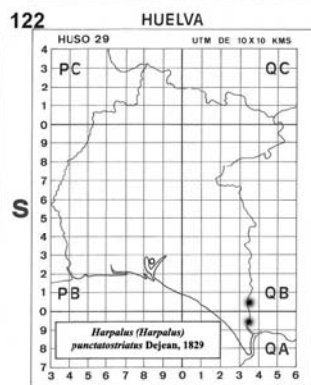 122 HUELVA
HUSO 29 UTM DE 10 X 10 KMS
4
PC QC
3
2
1
0
9
8
7
6
S
5
4
3
2
1
PB QB
0
9
Harpalus (Harpalus)
punctatostriatus Dejean, 1829
QA
8
7
3 4 5 6 7 8 9 0 1 2 3 4 5 6